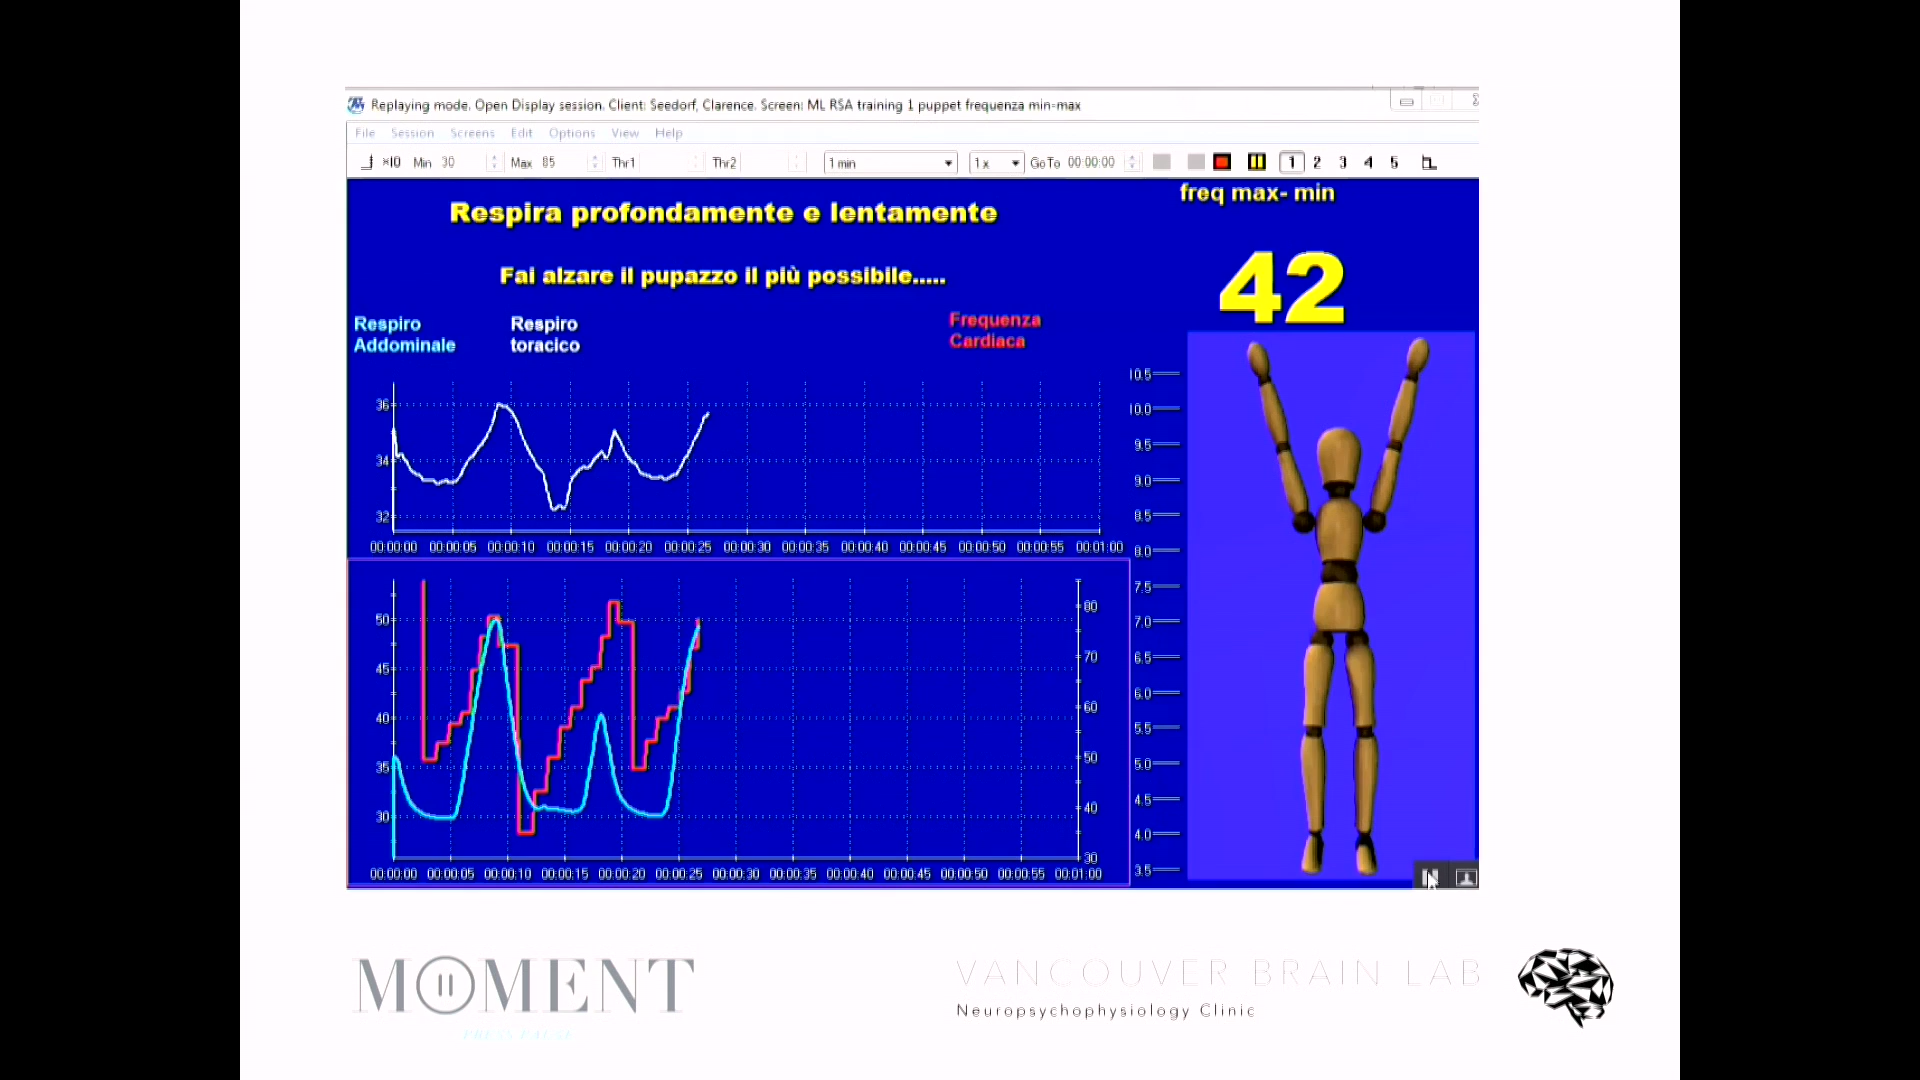 Replaying mode. Open Display session. Client: Seedorf, Clarence. Screen: ML RSA training 1 puppet frequenza min-max
File Session Screens Edit Options View Help
×10 Min 30 Max 85 Thr1 Thr2 1 min 1 x GoTo 00:00:00 1 2 3 4 5
freq max- min
Respira profondamente e lentamente
42
Fai alzare il pupazzo il più possibile.....
Respiro
Addominale
Respiro
toracico
Frequenza
Cardiaca
36
34
32
00:00:00 00:00:05 00:00:10 00:00:15 00:00:20 00:00:25 00:00:30 00:00:35 00:00:40 00:00:45 00:00:50 00:00:55 00:01:00
50
45
40
35
30
80
70
60
50
40
30
00:00:00 00:00:05 00:00:10 00:00:15 00:00:20 00:00:25 00:00:30 00:00:35 00:00:40 00:00:45 00:00:50 00:00:55 00:01:00
10.5
10.0
9.5
9.0
8.5
8.0
7.5
7.0
6.5
6.0
5.5
5.0
4.5
4.0
3.5
MOMENT
PRESS PAUSE
VANCOUVER BRAIN LAB
Neuropsychophysiology Clinic